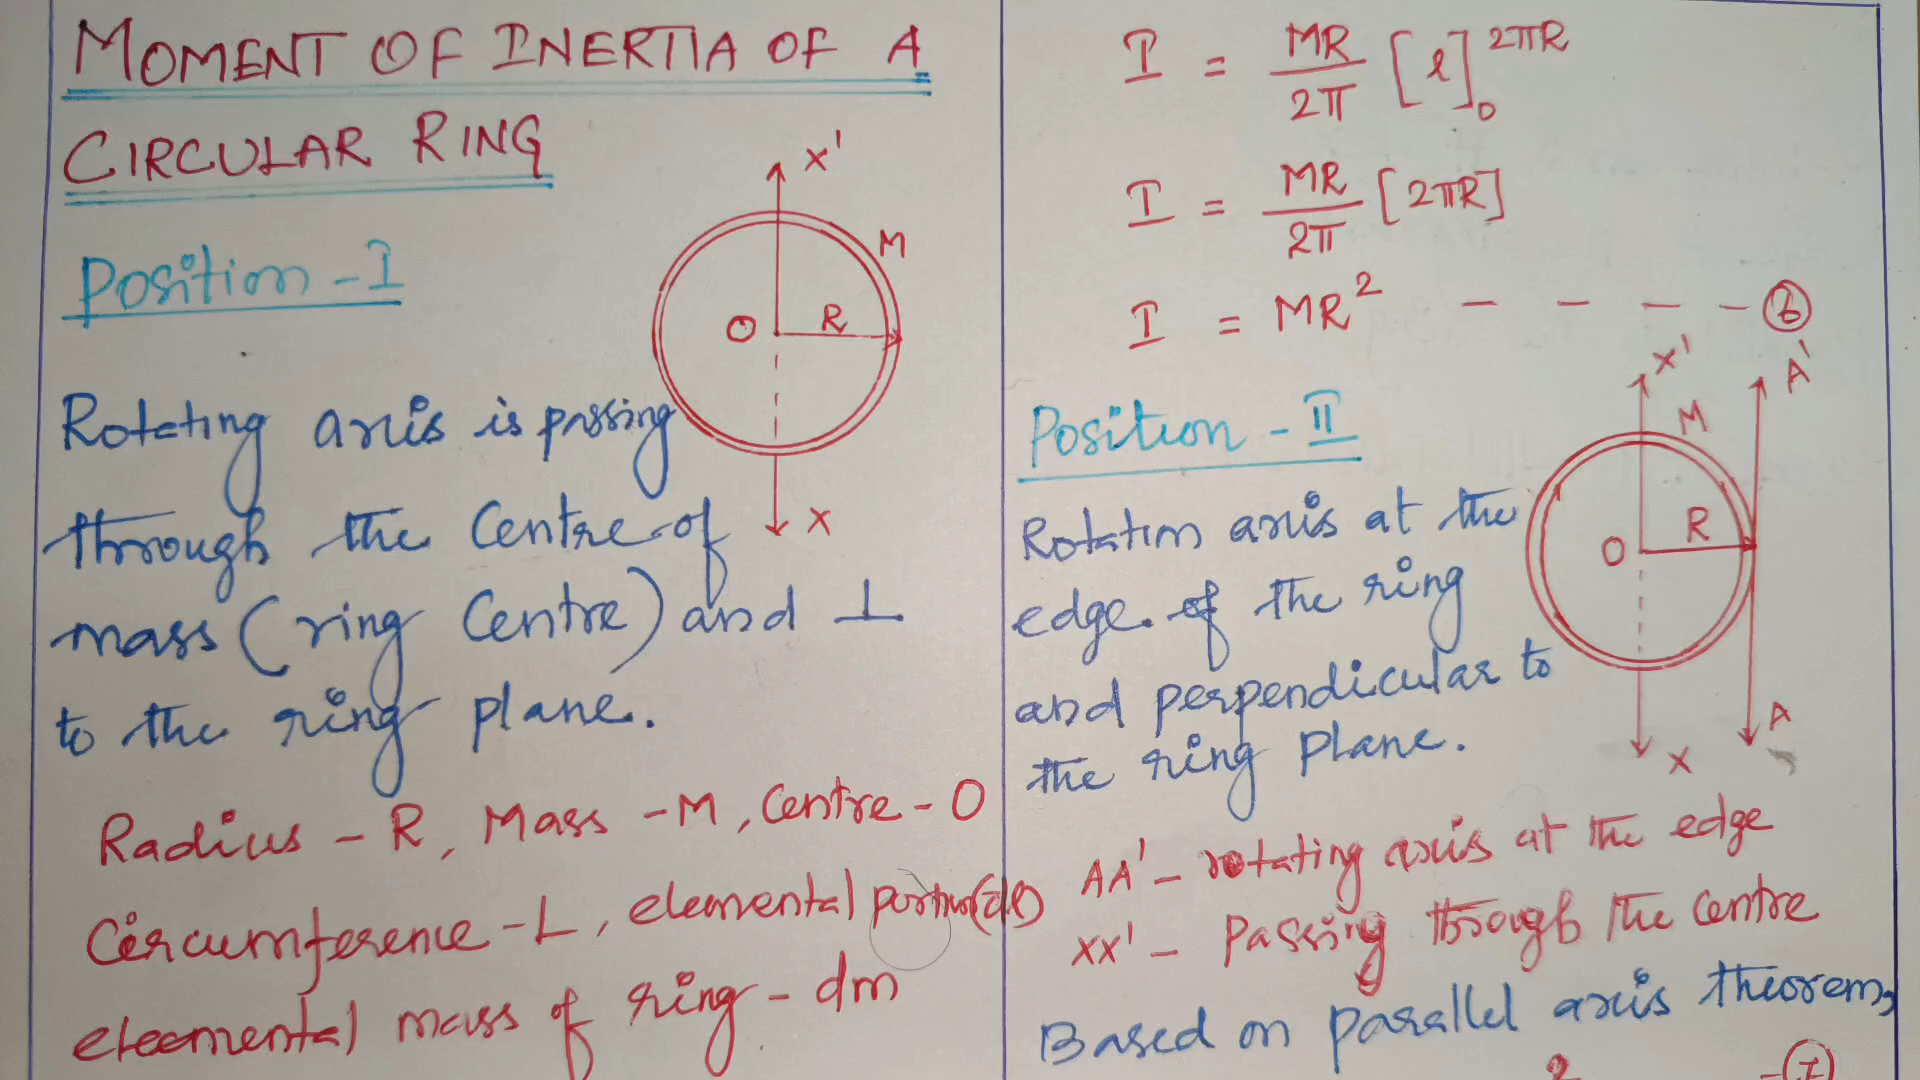 MOMENT OF INERTIA OF A
CIRCULAR RING
Position - I
X'
M
O
R
X
Rotating axis is passing
through the Centre of
mass (ring Centre) and ⊥
to the ring plane.
Radius - R, Mass - M, Centre - O
Circumference - L, elemental portion (dl)
elemental mass of ring - dm
I = MR/2π [l]₀^2πR
I = MR/2π [2πR]
I = MR² - - - - ⑥
Position - II
X'
A'
M
O
R
X
A
Rotation axis at the
edge of the ring
and perpendicular to
the ring plane.
AA' - rotating axis at the edge
XX' - Passing through the centre
Based on parallel axis theorem,